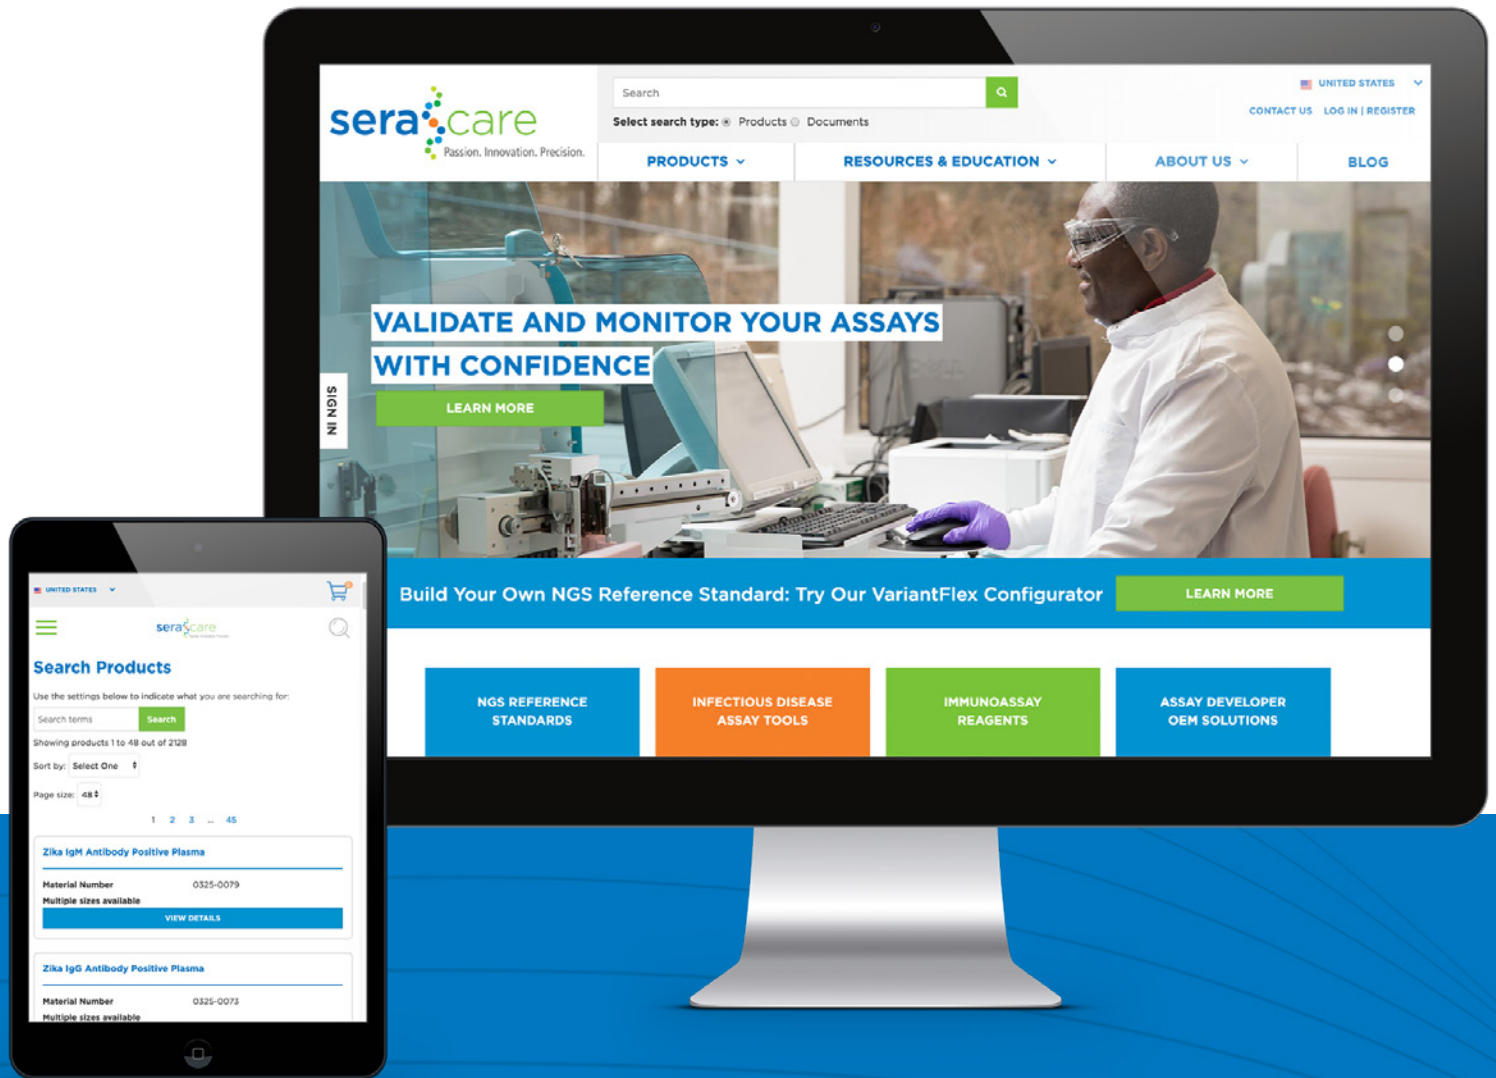 seracare
Passion. Innovation. Precision.
Search
Select search type: Products Documents
UNITED STATES
CONTACT US LOG IN | REGISTER
PRODUCTS
RESOURCES & EDUCATION
ABOUT US
BLOG
VALIDATE AND MONITOR YOUR ASSAYS
WITH CONFIDENCE
LEARN MORE
SIGN IN
Build Your Own NGS Reference Standard: Try Our VariantFlex Configurator
LEARN MORE
NGS REFERENCE
STANDARDS
INFECTIOUS DISEASE
ASSAY TOOLS
IMMUNOASSAY
REAGENTS
ASSAY DEVELOPER
OEM SOLUTIONS
UNITED STATES
seracare
Search Products
Use the settings below to indicate what you are searching for:
Search terms
Search
Showing products 1 to 48 out of 2128
Sort by: Select One
Page size: 48
1 2 3 ... 45
Zika IgM Antibody Positive Plasma
Material Number 0325-0079
Multiple sizes available
VIEW DETAILS
Zika IgG Antibody Positive Plasma
Material Number 0325-0073
Multiple sizes available